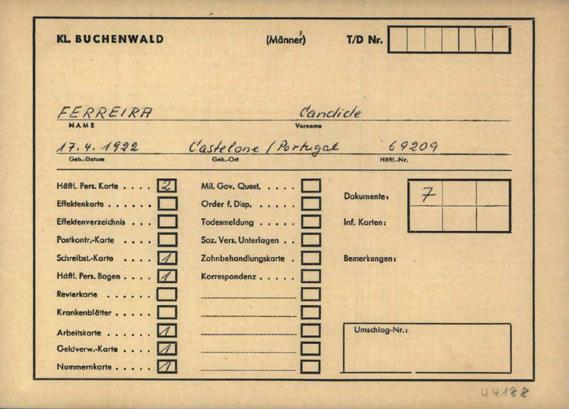 KL. BUCHENWALD (Männer) T/D Nr.
FERREIRA Candide
NAME Vorname
17.4.1922 Castelone / Portugal 69209
Geb.-Datum Geb.-Ort Häftl.-Nr.
Häftl. Pers. Karte ..... 2 Mil. Gov. Quest. ....
Effektenkarte ..... Order f. Disp. .....
Effektenverzeichnis ... Todesmeldung .....
Postkontr.-Karte .... Soz. Vers. Unterlagen ..
Schreibst.-Karte .... 1 Zahnbehandlungskarte .
Häftl. Pers. Bogen .... 1 Korrespondenz .....
Revierkarte .....
Krankenblätter ....
Arbeitskarte ..... 1
Geldverw.-Karte .... 1
Nummernkarte ..... 1
Dokumente: 7
Inf. Karten:
Bemerkungen:
Umschlag-Nr.:
44188